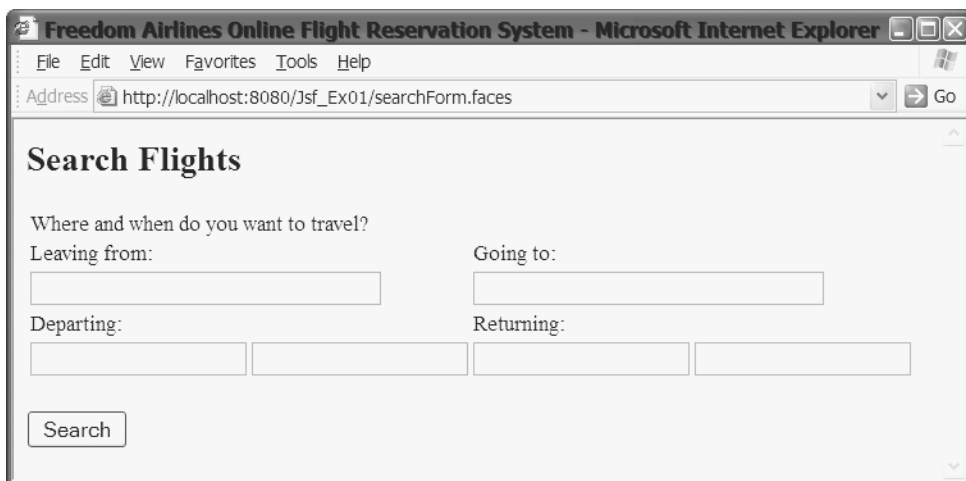 Freedom Airlines Online Flight Reservation System - Microsoft Internet Explorer
File Edit View Favorites Tools Help
Address http://localhost:8080/Jsf_Ex01/searchForm.faces Go
Search Flights
Where and when do you want to travel?
Leaving from: Going to:
Departing: Returning:
Search